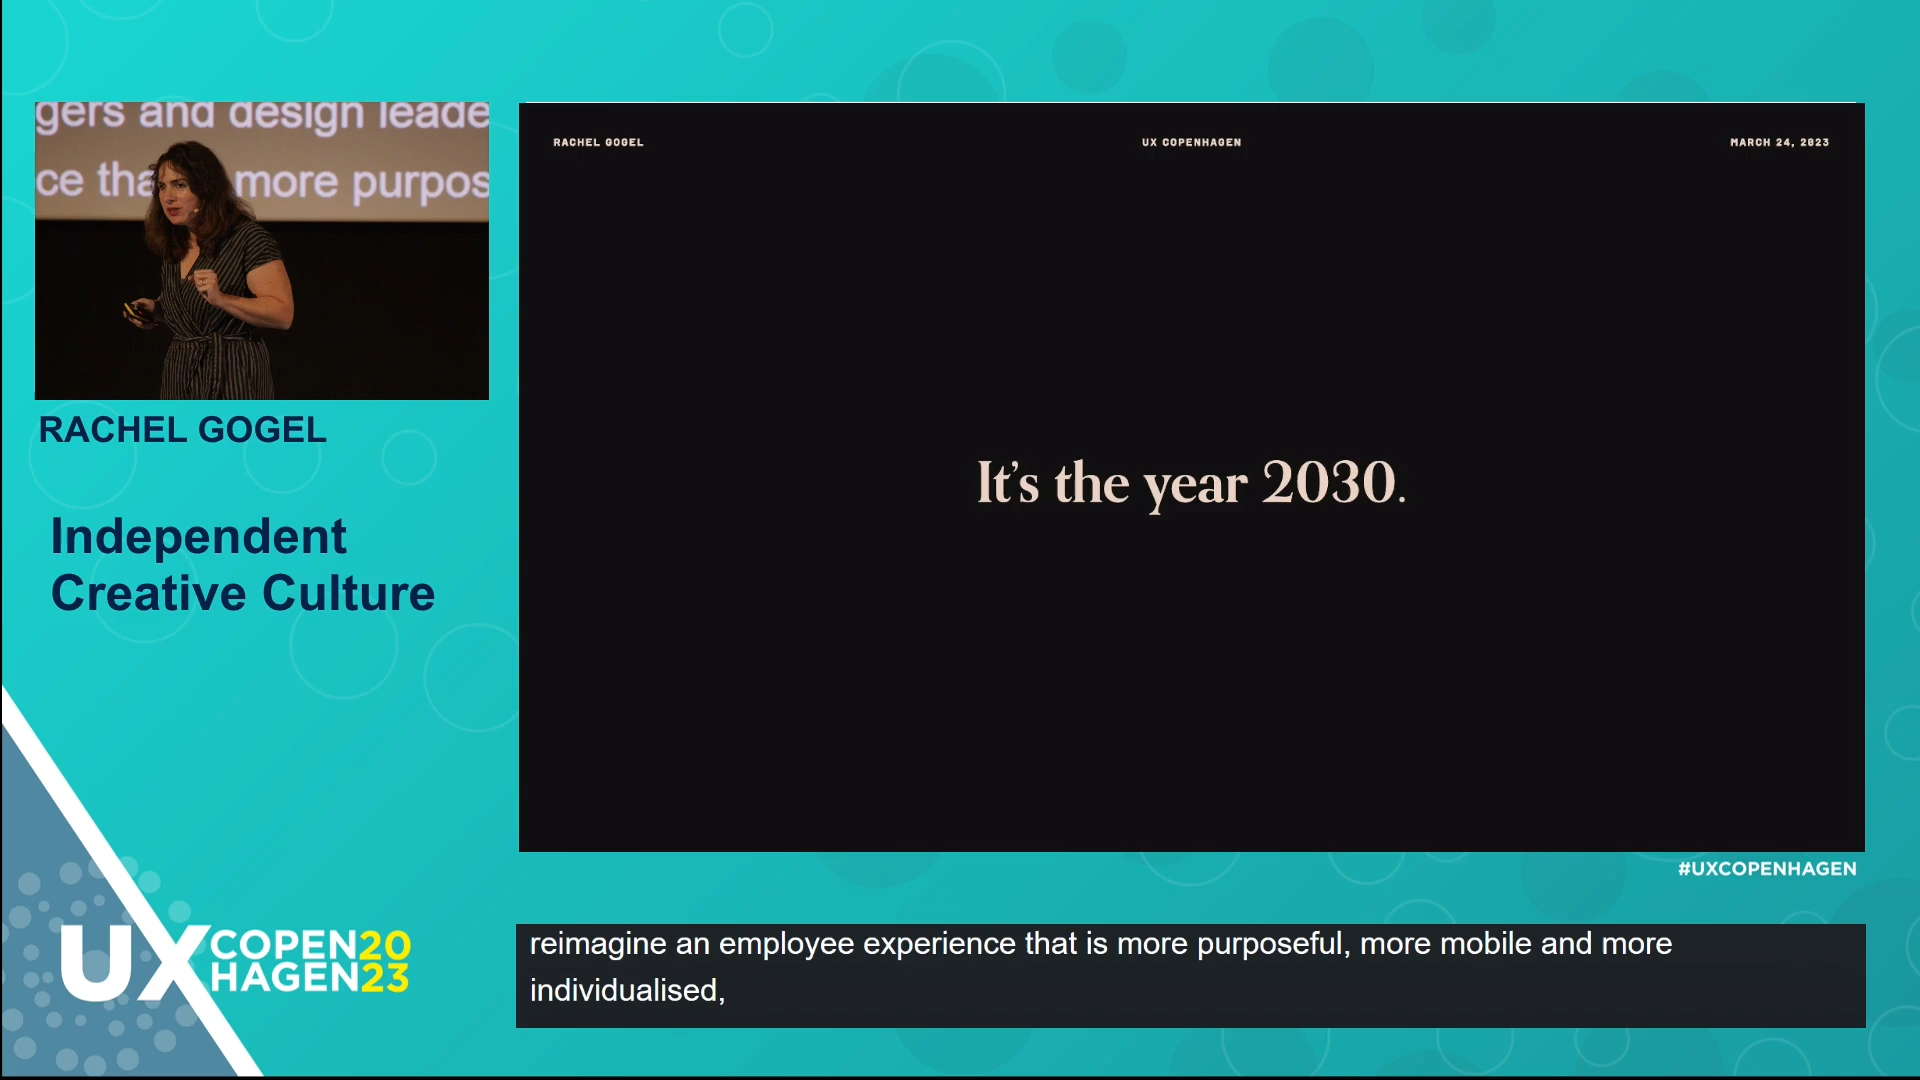 gers and design leade
ce tha more purpos
RACHEL GOGEL
Independent
Creative Culture
RACHEL GOGEL
UX COPENHAGEN
MARCH 24, 2023
It’s the year 2030.
#UXCOPENHAGEN
reimagine an employee experience that is more purposeful, more mobile and more
individualised,
UX COPEN20
HAGEN23